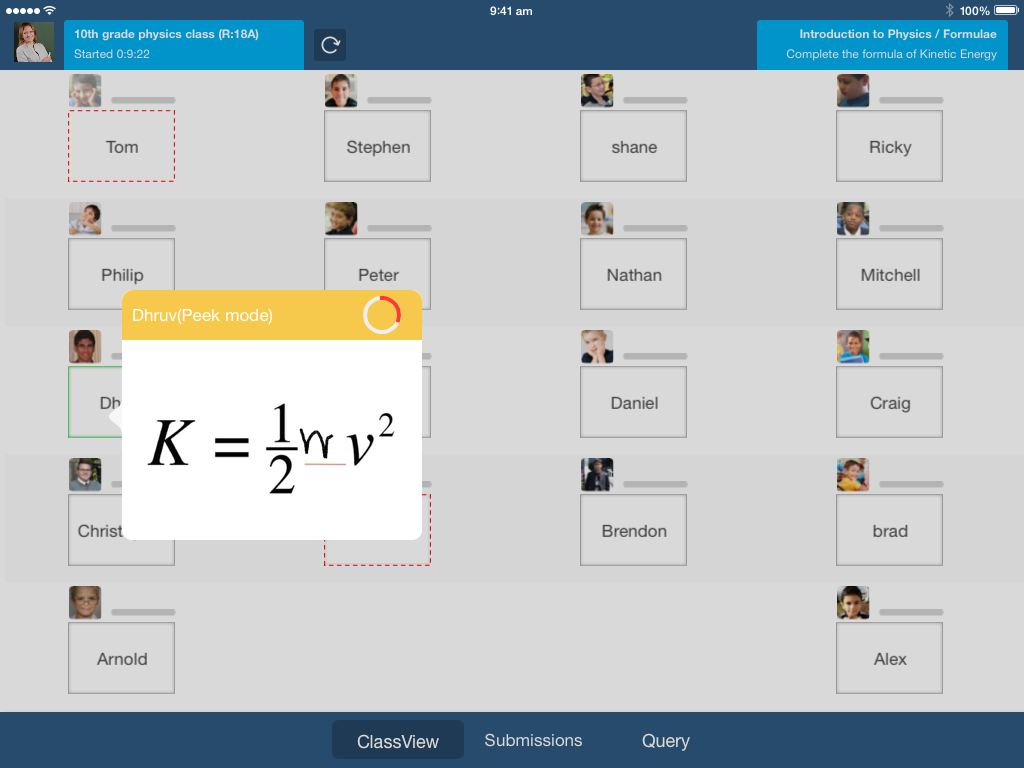 9:41 am
100%
10th grade physics class (R:18A)
Started 0:9:22
Introduction to Physics / Formulae
Complete the formula of Kinetic Energy
Tom
Stephen
shane
Ricky
Philip
Peter
Nathan
Mitchell
Dhruv(Peek mode)
K = 1/2 m v²
Dh
Daniel
Craig
Christ
Brendon
brad
Arnold
Alex
ClassView
Submissions
Query